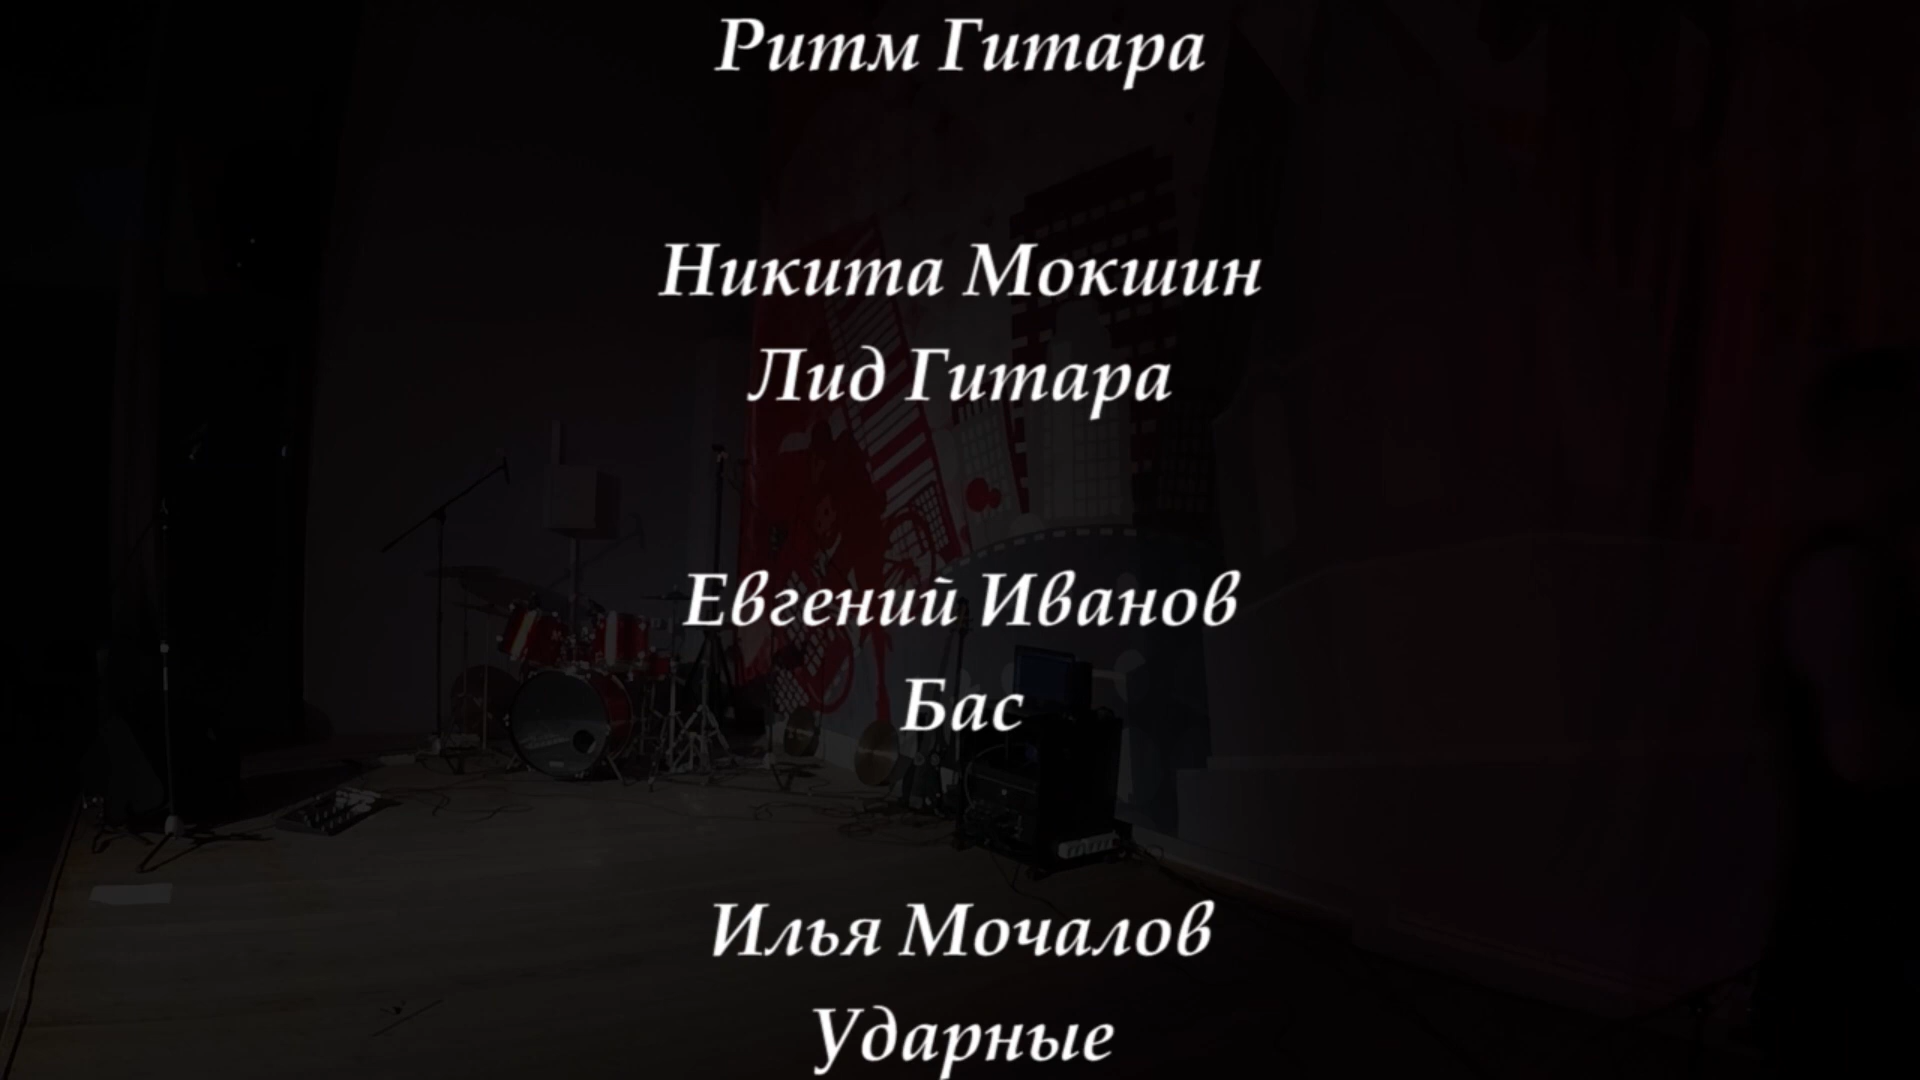 Ритм Гитара
Никита Мокшин
Лид Гитара
Евгений Иванов
Бас
Илья Мочалов
Ударные